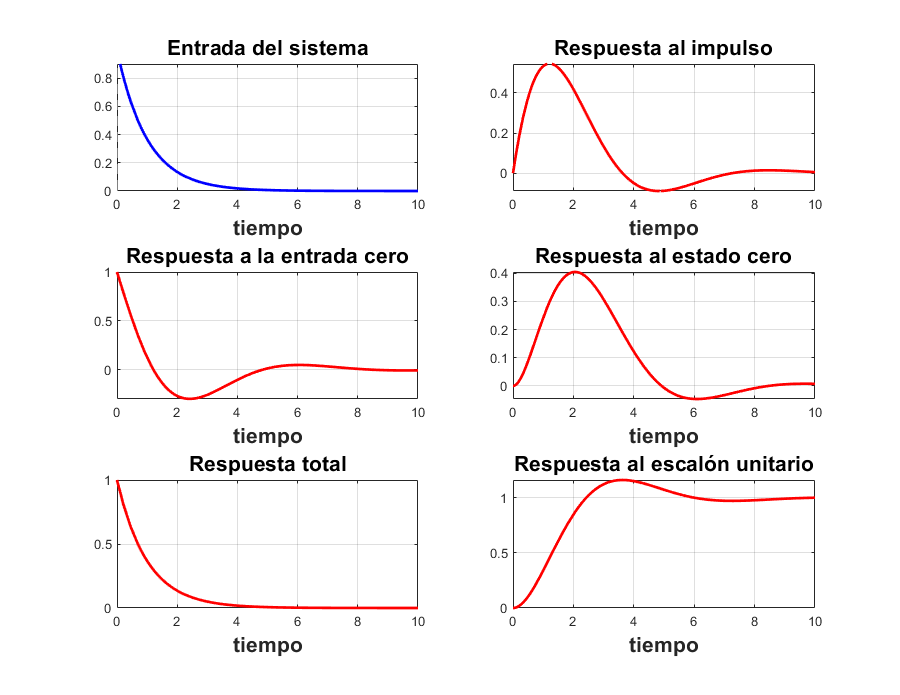 Entrada del sistema
0.8
0.6
0.4
0.2
0
0 2 4 6 8 10
tiempo
Respuesta al impulso
0.4
0.2
0
0 2 4 6 8 10
tiempo
Respuesta a la entrada cero
1
0.5
0
0 2 4 6 8 10
tiempo
Respuesta al estado cero
0.4
0.3
0.2
0.1
0
0 2 4 6 8 10
tiempo
Respuesta total
1
0.5
0
0 2 4 6 8 10
tiempo
Respuesta al escalón unitario
1
0.5
0
0 2 4 6 8 10
tiempo